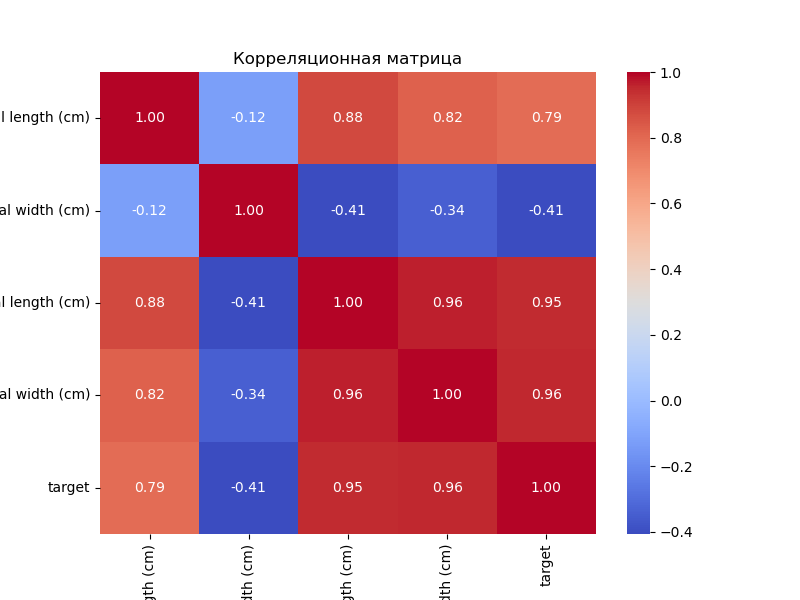 Корреляционная матрица
l length (cm)
1.00 -0.12 0.88 0.82 0.79
al width (cm)
-0.12 1.00 -0.41 -0.34 -0.41
l length (cm)
0.88 -0.41 1.00 0.96 0.95
al width (cm)
0.82 -0.34 0.96 1.00 0.96
target
0.79 -0.41 0.95 0.96 1.00
gth (cm)
dth (cm)
gth (cm)
dth (cm)
target
1.0
0.8
0.6
0.4
0.2
0.0
−0.2
−0.4